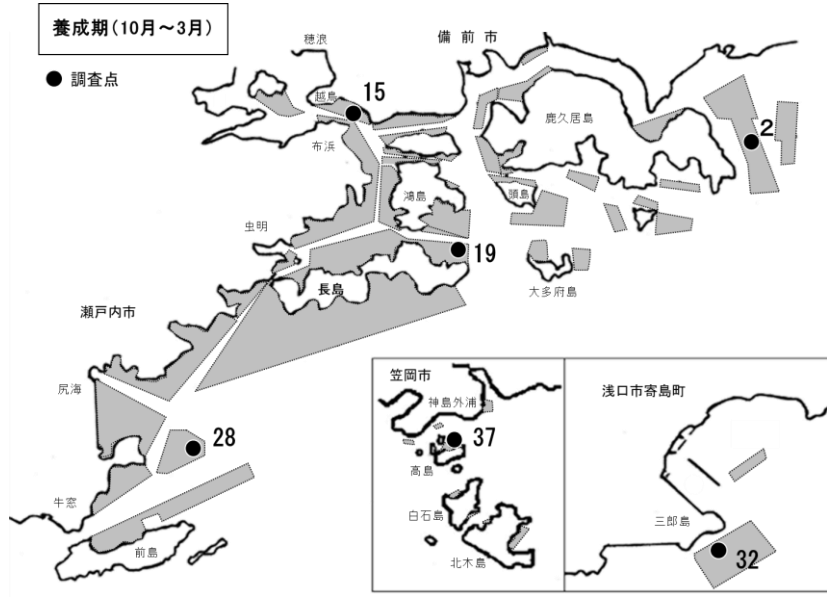 養成期(10月～3月)
● 調査点
穂浪
備前市
越島
15
鹿久居島
2
布浜
鴻島
頭島
虫明
19
長島
大多府島
瀬戸内市
尻海
28
牛窓
前島
笠岡市
神島外浦
37
高島
白石島
北木島
浅口市寄島町
三郎島
32